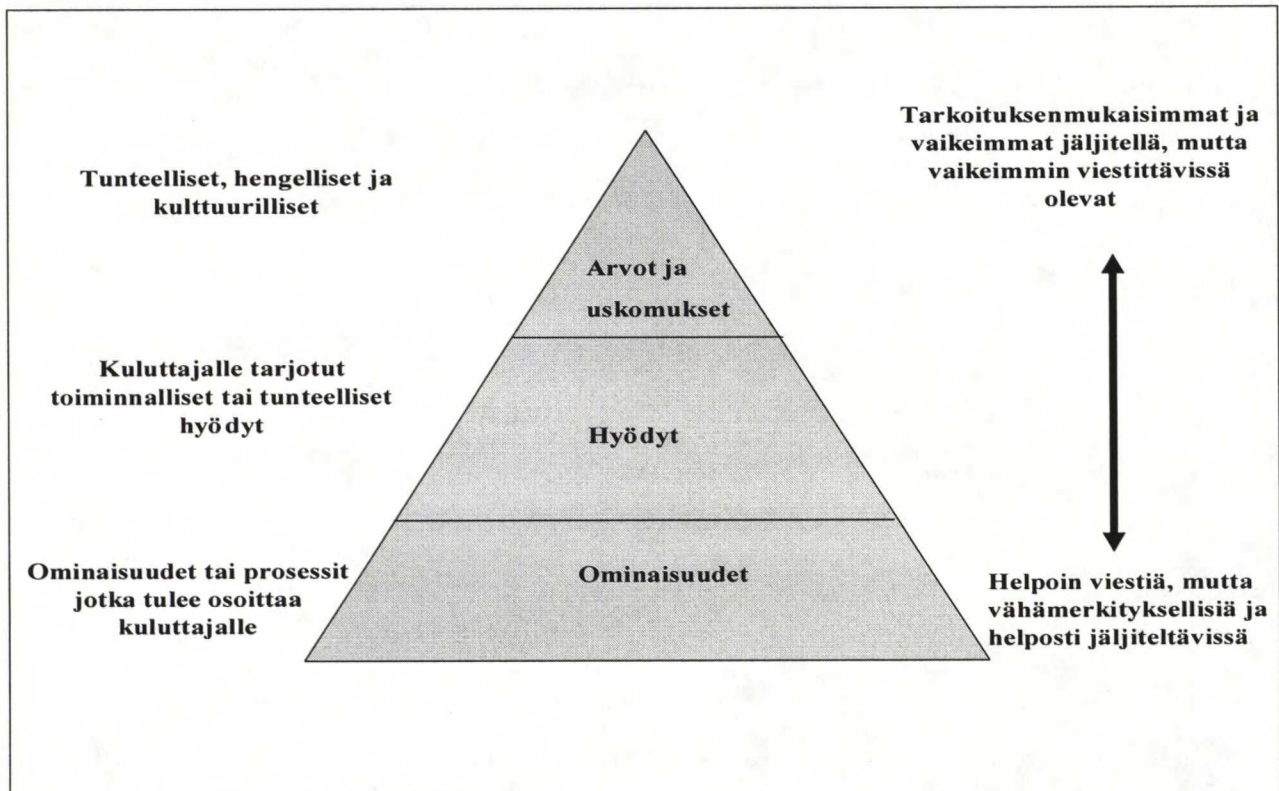 Tunteelliset, hengelliset ja
kulttuurilliset
Tarkoituksenmukaisimmat ja
vaikeimmat jäljitellä, mutta
vaikeimmin viestittävissä
olevat
Arvot ja
uskomukset
Kuluttajalle tarjotut
toiminnalliset tai tunteelliset
hyödyt
Hyödyt
Ominaisuudet tai prosessit
jotka tulee osoittaa
kuluttajalle
Ominaisuudet
Helpoin viestiä, mutta
vähämerkityksellisiä ja
helposti jäljiteltävissä